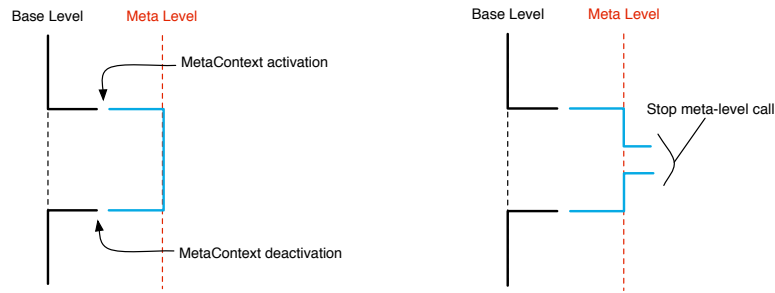 Base Level Meta Level
MetaContext activation
MetaContext deactivation
Base Level Meta Level
Stop meta-level call